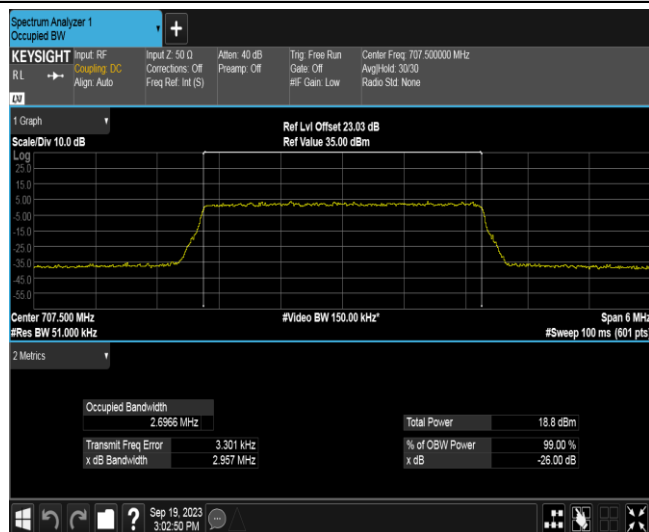 Spectrum Analyzer 1
Occupied BW
+
KEYSIGHT Input: RF Input Z: 50 Ω Atten: 40 dB Trig: Free Run Center Freq: 707.500000 MHz
RL Coupling: DC Corrections: Off Preamp: Off Gate: Off Avg|Hold: 30/30
Align: Auto Freq Ref: Int (S) #IF Gain: Low Radio Std: None
LXI
1 Graph
Ref Lvl Offset 23.03 dB
Scale/Div 10.0 dB Ref Value 35.00 dBm
Log
25.0
15.0
5.00
-5.00
-15.0
-25.0
-35.0
-45.0
-55.0
Center 707.500 MHz #Video BW 150.00 kHz* Span 6 MHz
#Res BW 51.000 kHz #Sweep 100 ms (601 pts)
2 Metrics
Occupied Bandwidth
2.6966 MHz Total Power 18.8 dBm
Transmit Freq Error 3.301 kHz % of OBW Power 99.00 %
x dB Bandwidth 2.957 MHz x dB -26.00 dB
? Sep 19, 2023
3:02:50 PM